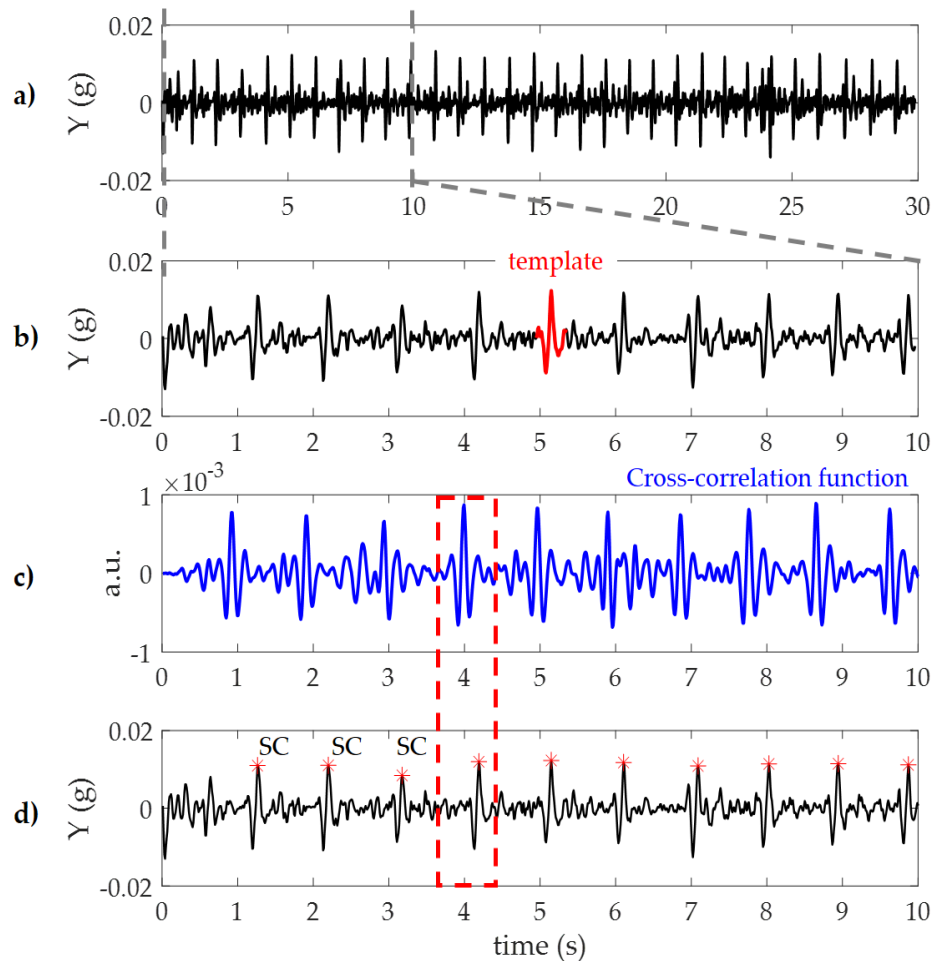 a)
Y (g)
0.02
0
-0.02
0 5 10 15 20 25 30
b)
Y (g)
template
0.02
0
-0.02
0 1 2 3 4 5 6 7 8 9 10
c)
a.u.
×10⁻³
Cross-correlation function
1
0
-1
0 1 2 3 4 5 6 7 8 9 10
d)
Y (g)
0.02
SC SC SC
0
-0.02
0 1 2 3 4 5 6 7 8 9 10
time (s)